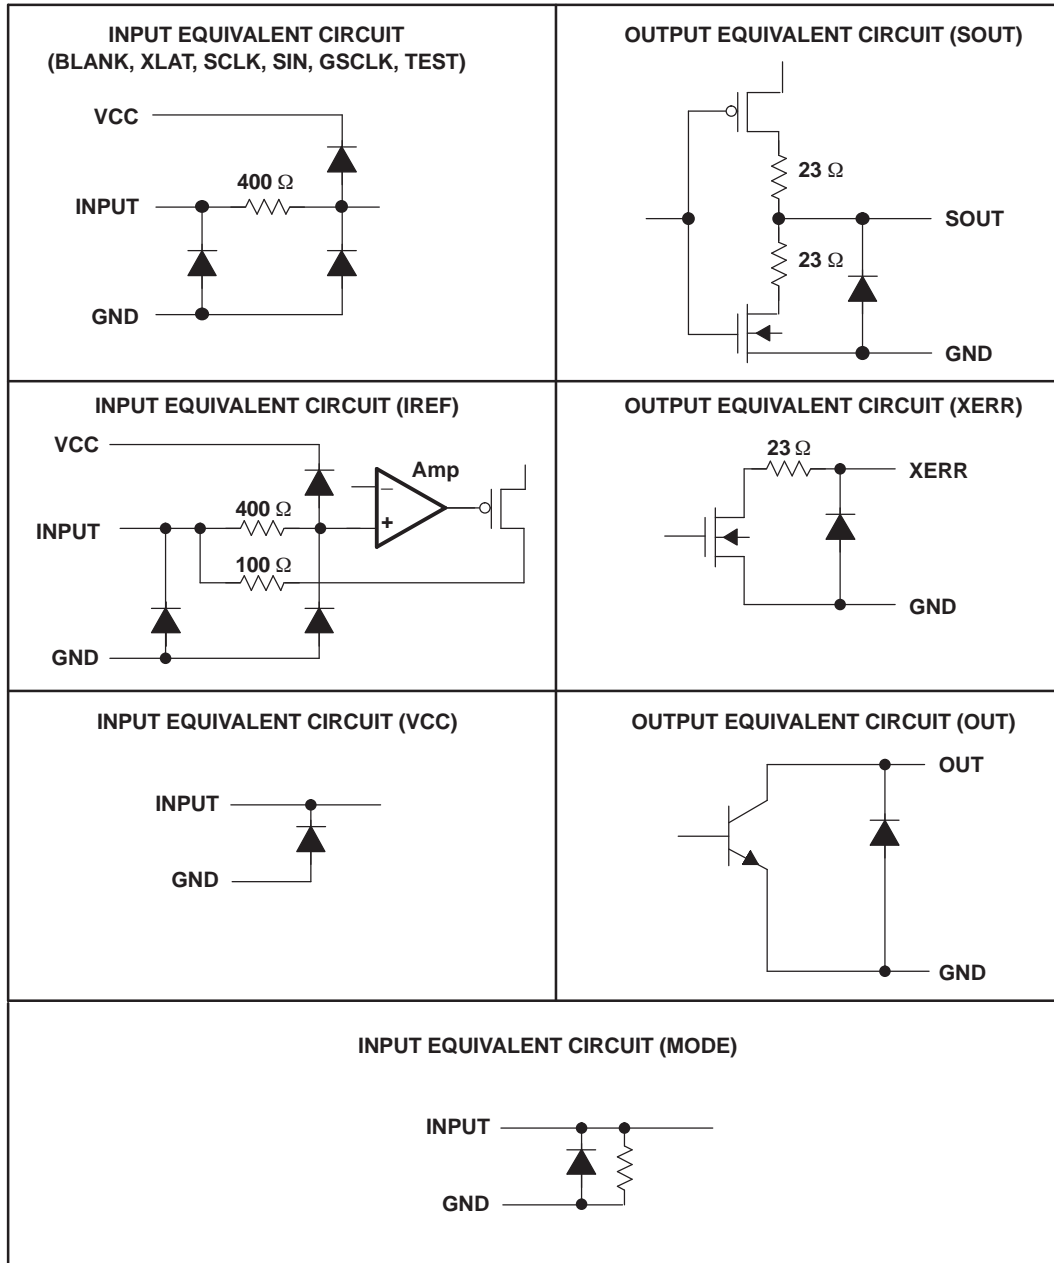 INPUT EQUIVALENT CIRCUIT
(BLANK, XLAT, SCLK, SIN, GSCLK, TEST)
VCC
400 Ω
INPUT
GND
OUTPUT EQUIVALENT CIRCUIT (SOUT)
23 Ω
SOUT
23 Ω
GND
INPUT EQUIVALENT CIRCUIT (IREF)
VCC
Amp
_
400 Ω
INPUT
+
100 Ω
GND
OUTPUT EQUIVALENT CIRCUIT (XERR)
23 Ω
XERR
GND
INPUT EQUIVALENT CIRCUIT (VCC)
INPUT
GND
OUTPUT EQUIVALENT CIRCUIT (OUT)
OUT
GND
INPUT EQUIVALENT CIRCUIT (MODE)
INPUT
GND